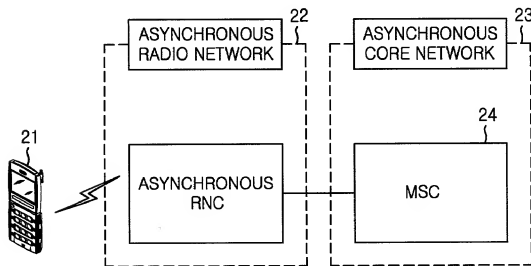 22
23
ASYNCHRONOUS
RADIO NETWORK
ASYNCHRONOUS
CORE NETWORK
21
24
ASYNCHRONOUS
RNC
MSC